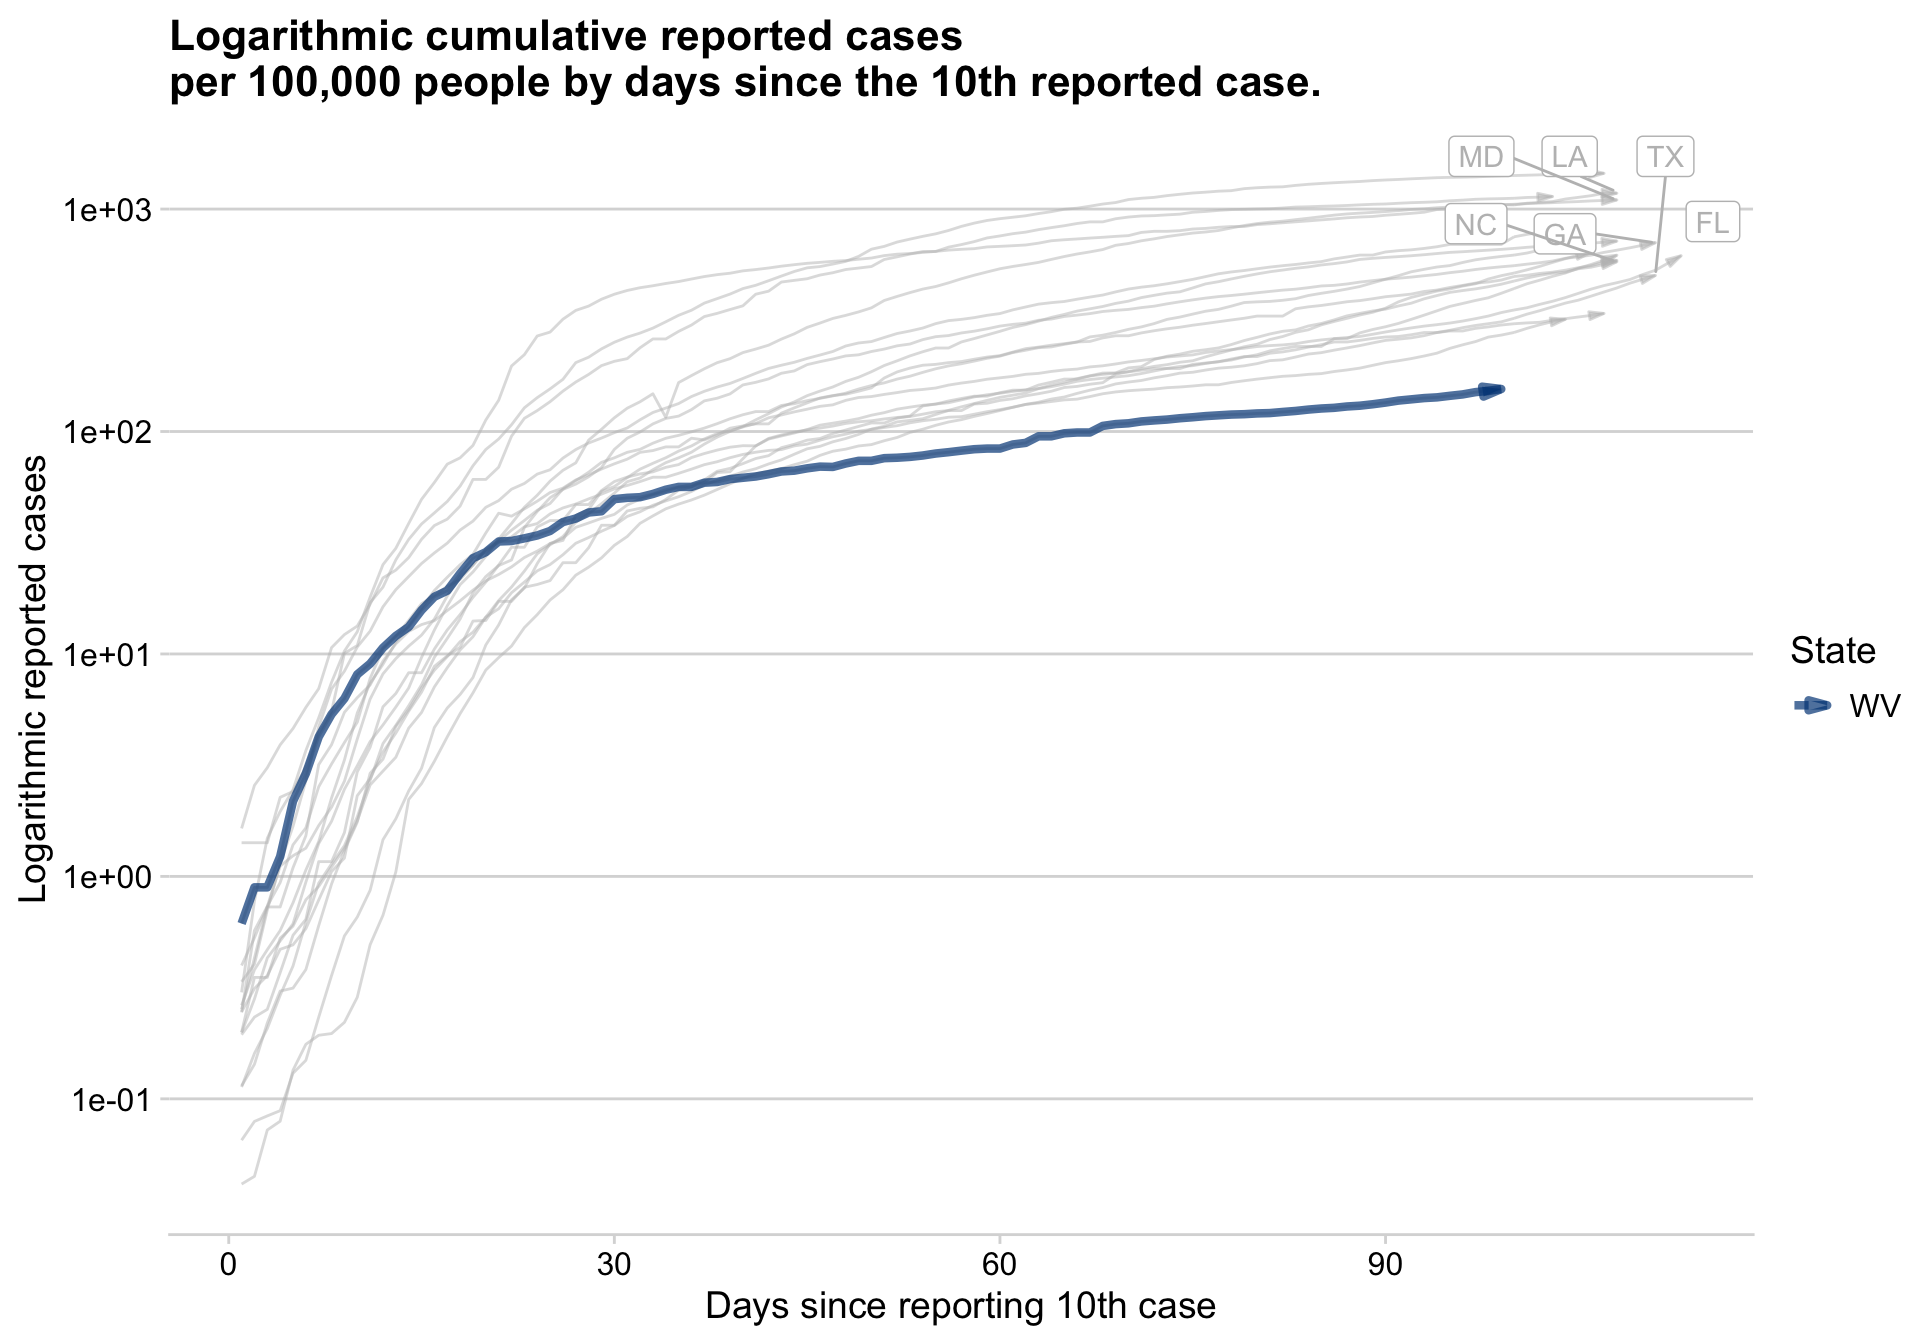 Logarithmic cumulative reported cases
per 100,000 people by days since the 10th reported case.
MD
LA
TX
NC
GA
FL
1e+03
1e+02
1e+01
1e+00
1e-01
Logarithmic reported cases
State
WV
0
30
60
90
Days since reporting 10th case